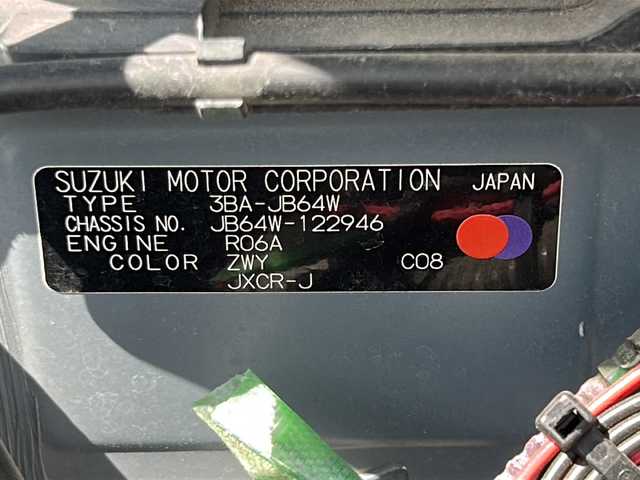 SUZUKI MOTOR CORPORATION JAPAN
TYPE 3BA-JB64W
CHASSIS NO. JB64W-122946
ENGINE R06A
COLOR ZWY C08
JXCR-J